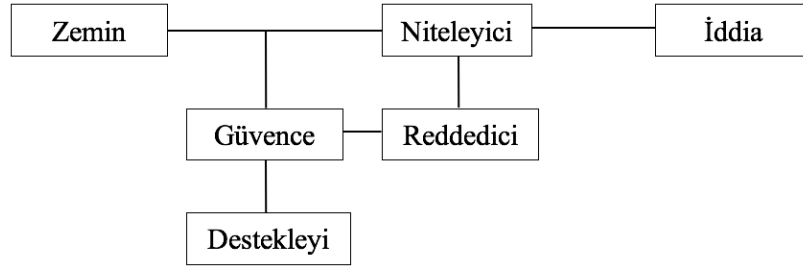 Zemin
Niteleyici
İddia
Güvence
Reddedici
Destekleyi